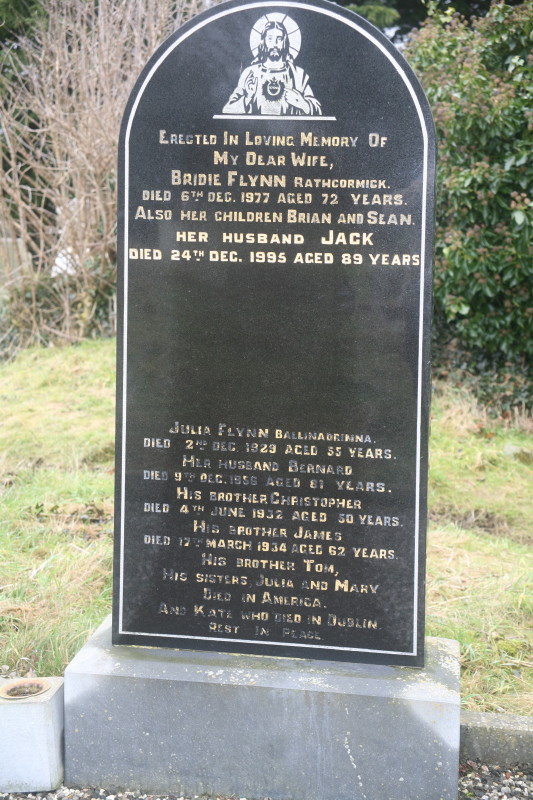 Erected In Loving Memory Of
My Dear Wife,
Bridie Flynn Rathcormick.
Died 6th Dec. 1977 aged 72 years.
Also her children Brian and Sean.
Her husband Jack
Died 24th Dec. 1995 aged 89 years
Julia Flynn Ballinadrimna.
Died 2nd Dec. 1929 aged 55 years.
Her husband Bernard
Died 9th Dec. 1956 aged 81 years.
His brother Christopher
Died 4th June 1932 aged 50 years.
His brother James
Died 17th March 1934 aged 62 years.
His brother Tom,
His sisters, Julia and Mary
Died in America.
And Kate who died in Dublin.
Rest in Peace